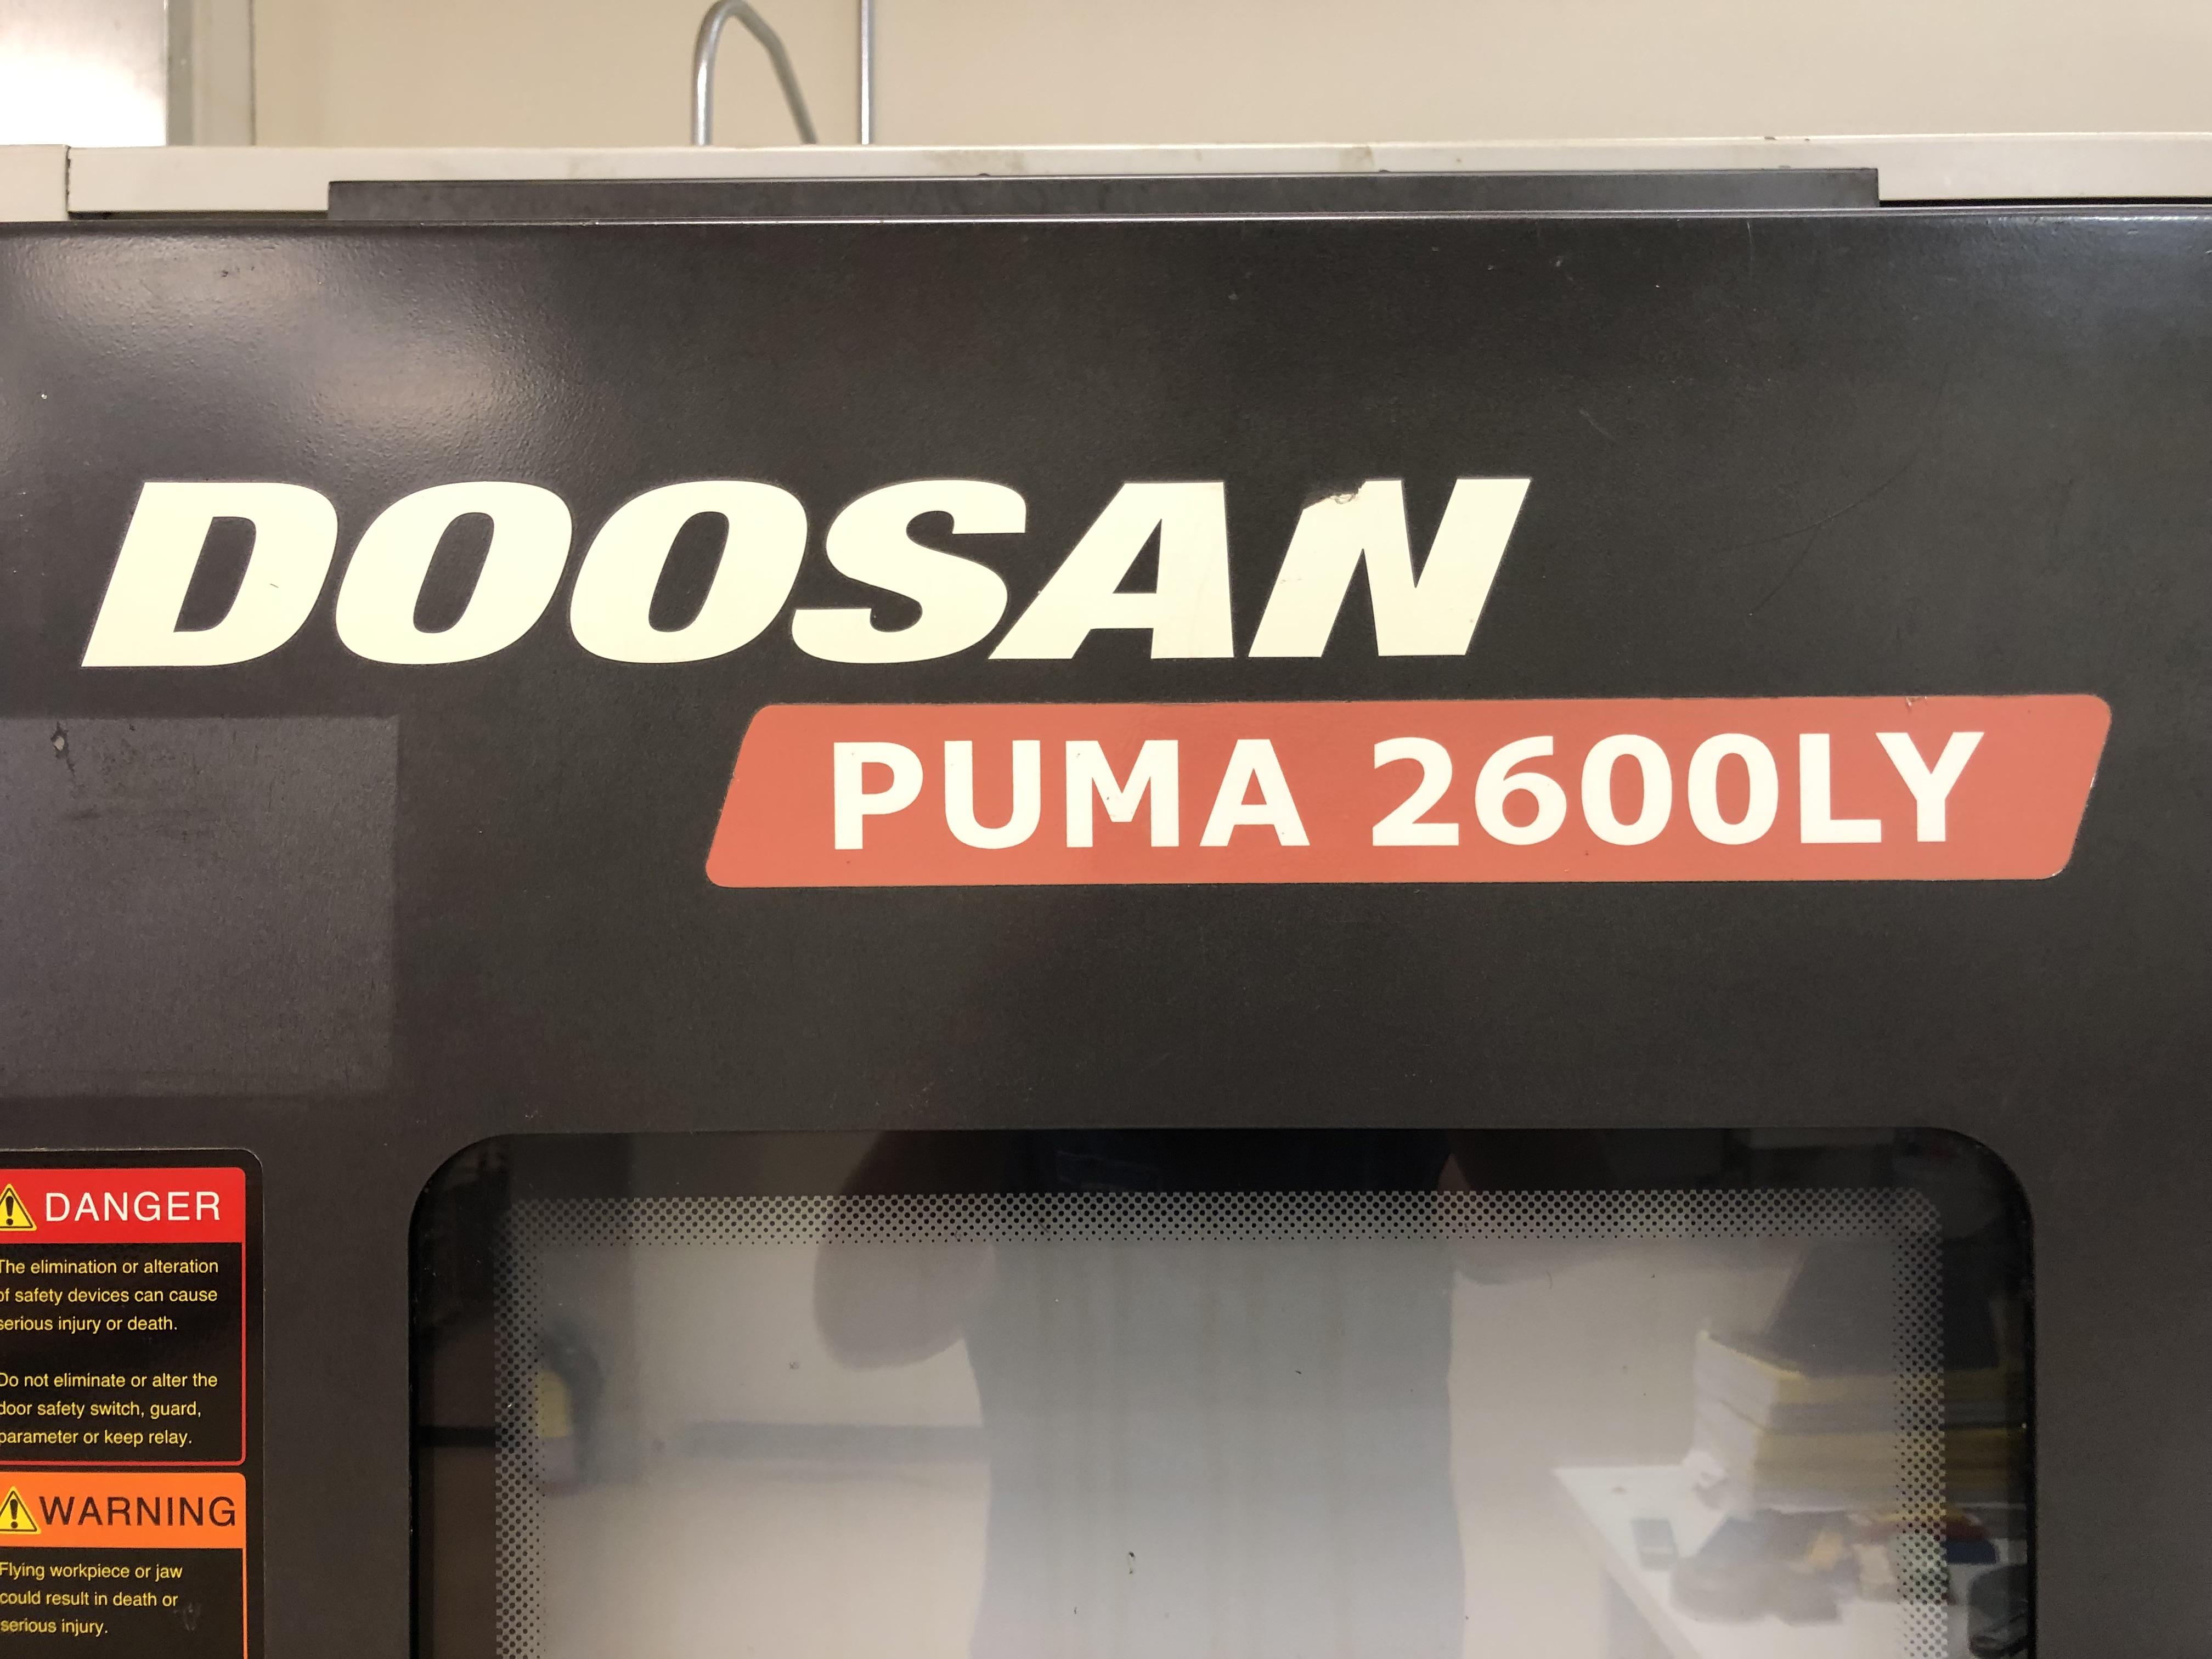 DOOSAN
PUMA 2600LY
DANGER
The elimination or alteration
of safety devices can cause
serious injury or death.
Do not eliminate or alter the
door safety switch, guard,
parameter or keep relay.
WARNING
Flying workpiece or jaw
could result in death or
serious injury.